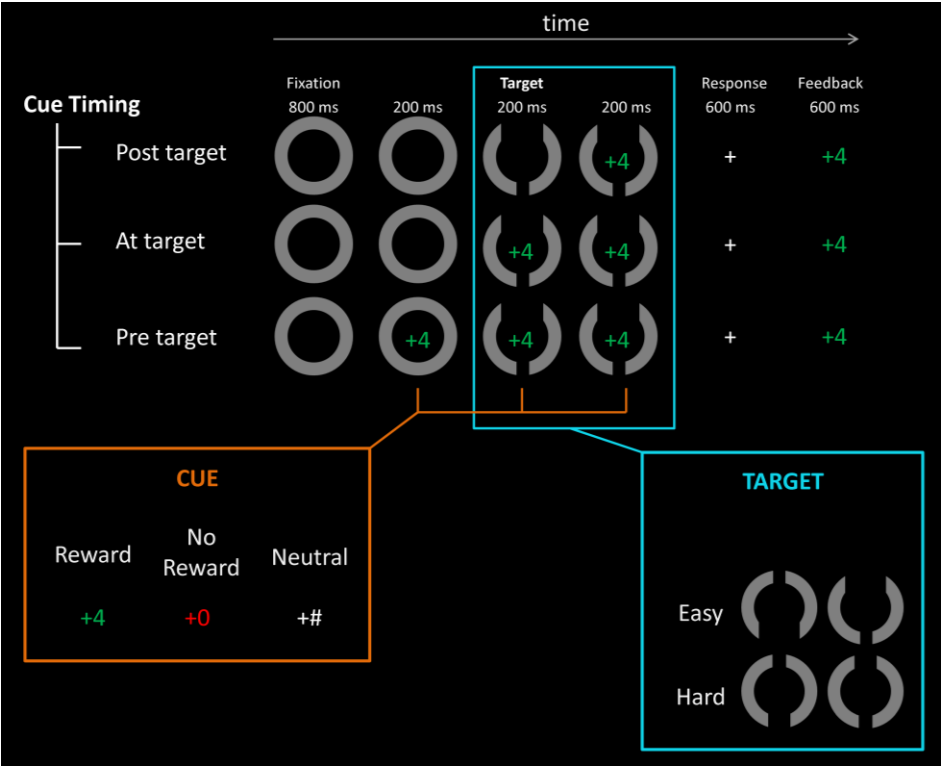 time
Fixation Target Response Feedback
Cue Timing 800 ms 200 ms 200 ms 200 ms 600 ms 600 ms
Post target +4 + +4
At target +4 +4 + +4
Pre target +4 +4 +4 + +4
CUE
Reward No Reward Neutral
+4 +0 +#
TARGET
Easy
Hard